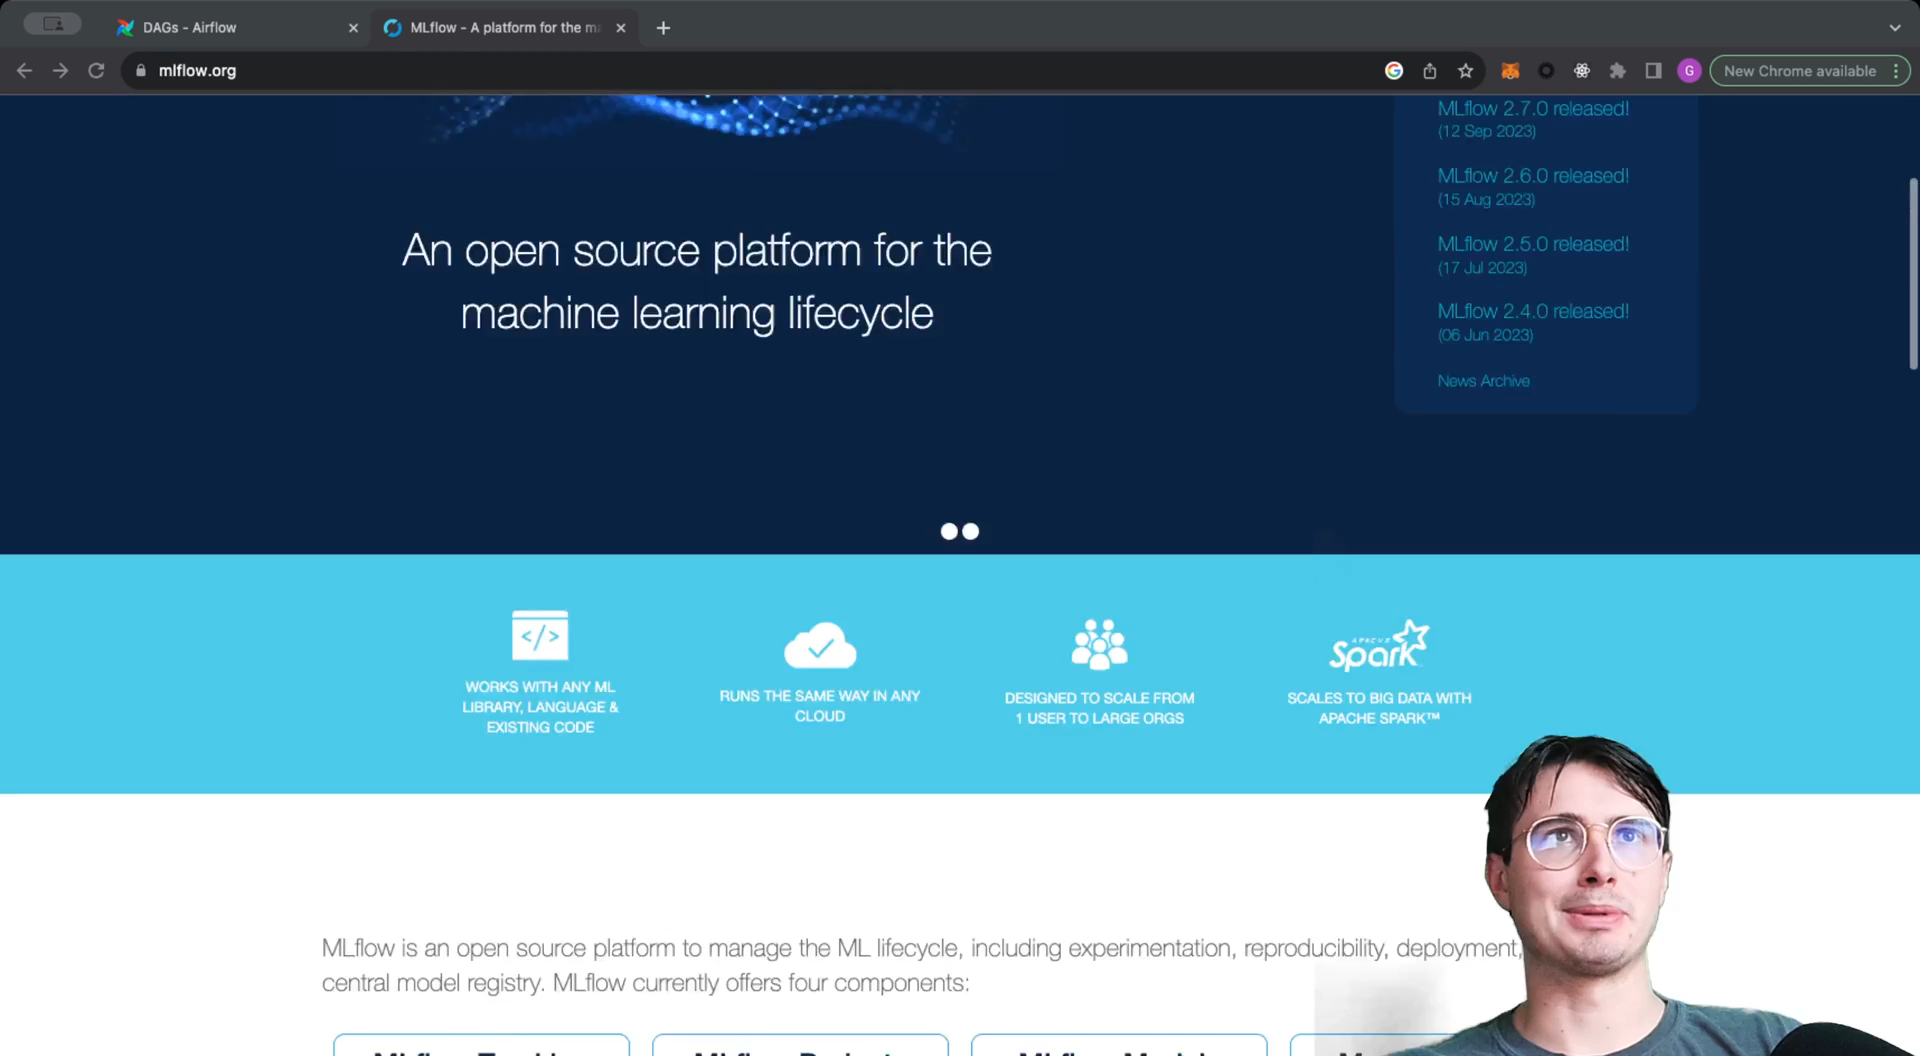 DAGs - Airflow
MLflow - A platform for the ma
mlflow.org
G
New Chrome available
MLflow 2.7.0 released!
(12 Sep 2023)
MLflow 2.6.0 released!
(15 Aug 2023)
MLflow 2.5.0 released!
(17 Jul 2023)
MLflow 2.4.0 released!
(06 Jun 2023)
News Archive
An open source platform for the
machine learning lifecycle
</>
WORKS WITH ANY ML
LIBRARY, LANGUAGE &
EXISTING CODE
RUNS THE SAME WAY IN ANY
CLOUD
DESIGNED TO SCALE FROM
1 USER TO LARGE ORGS
APACHE
Spark
SCALES TO BIG DATA WITH
APACHE SPARK™
MLflow is an open source platform to manage the ML lifecycle, including experimentation, reproducibility, deployment,
central model registry. MLflow currently offers four components: